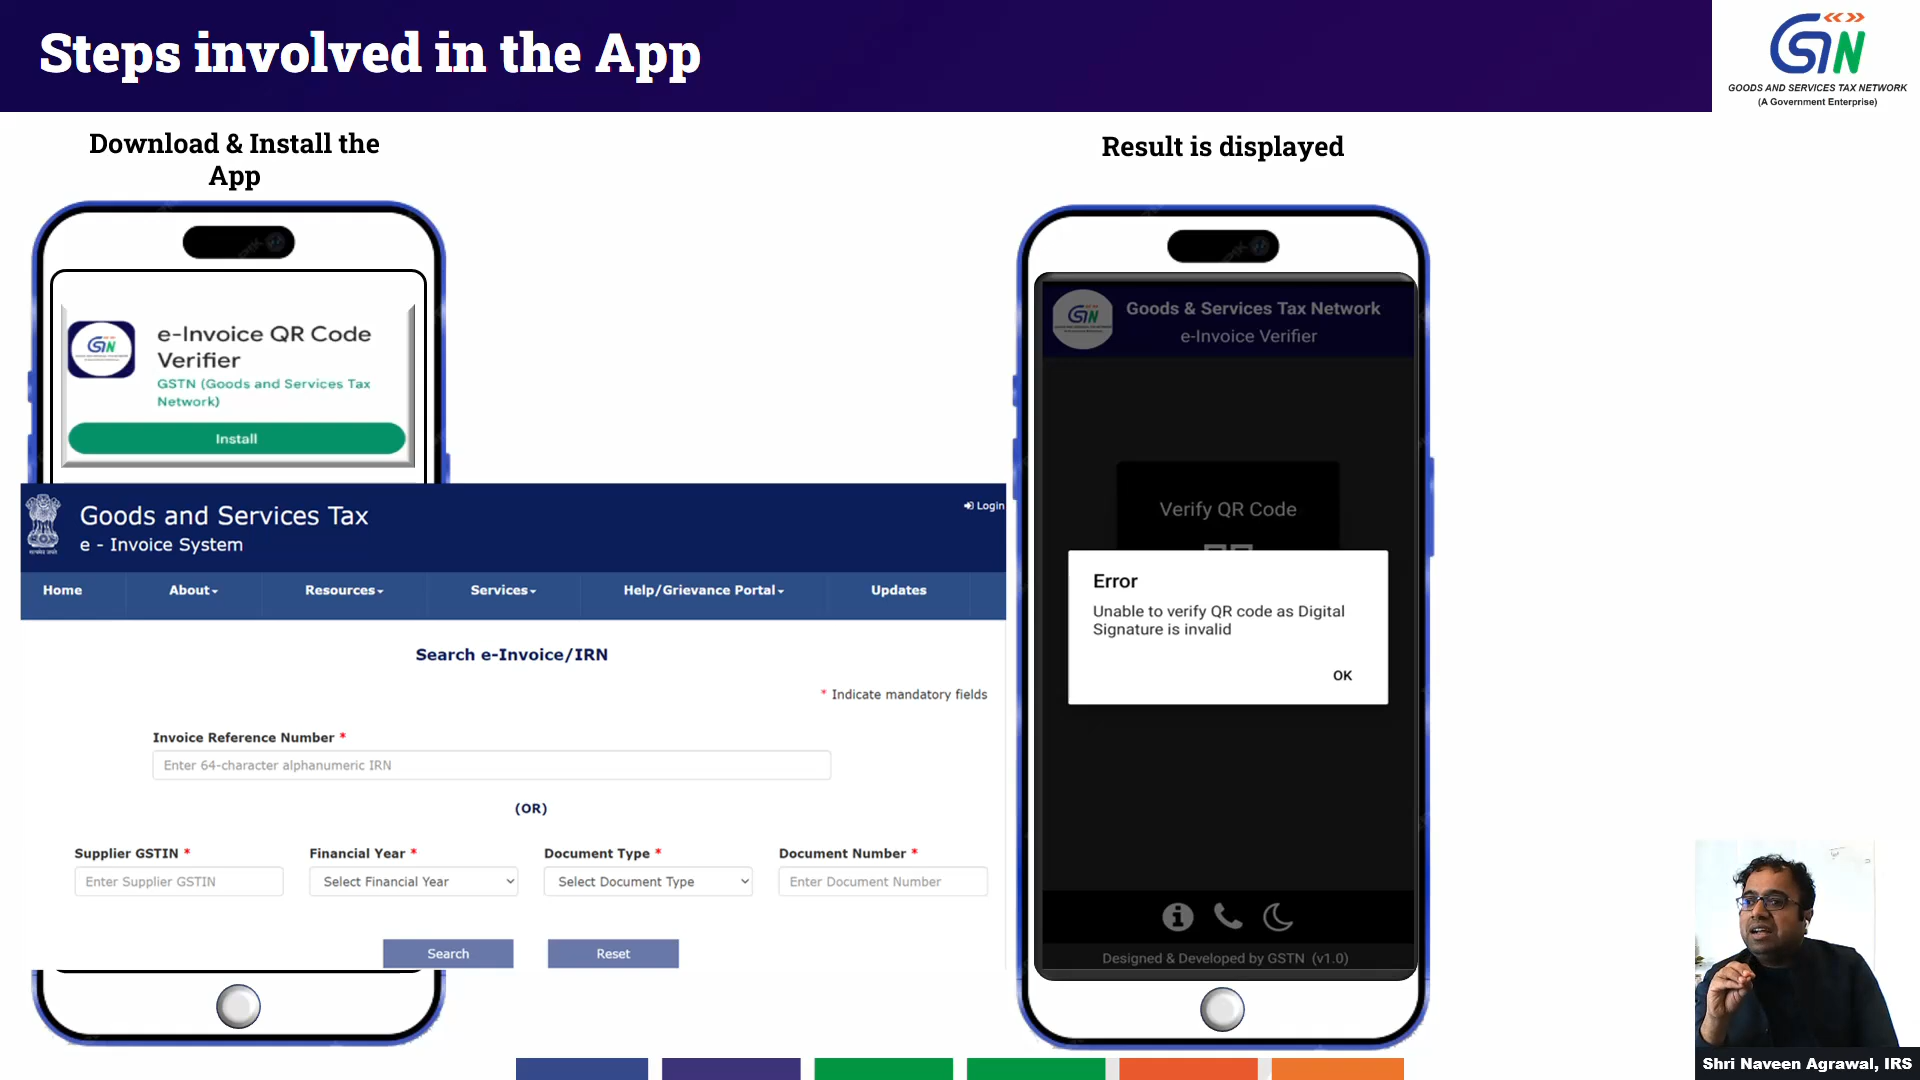 Steps involved in the App
GSTN
GOODS AND SERVICES TAX NETWORK
(A Government Enterprise)
Download & Install the
App
e-Invoice QR Code
Verifier
GSTN (Goods and Services Tax
Network)
Install
Goods and Services Tax
e - Invoice System
Login
Home
About
Resources
Services
Help/Grievance Portal
Updates
Search e-Invoice/IRN
* Indicate mandatory fields
Invoice Reference Number *
Enter 64-character alphanumeric IRN
(OR)
Supplier GSTIN *
Financial Year *
Document Type *
Document Number *
Enter Supplier GSTIN
Select Financial Year
Select Document Type
Enter Document Number
Search
Reset
Result is displayed
Goods & Services Tax Network
e-Invoice Verifier
Verify QR Code
Error
Unable to verify QR code as Digital
Signature is invalid
OK
Designed & Developed by GSTN (v1.0)
Shri Naveen Agrawal, IRS